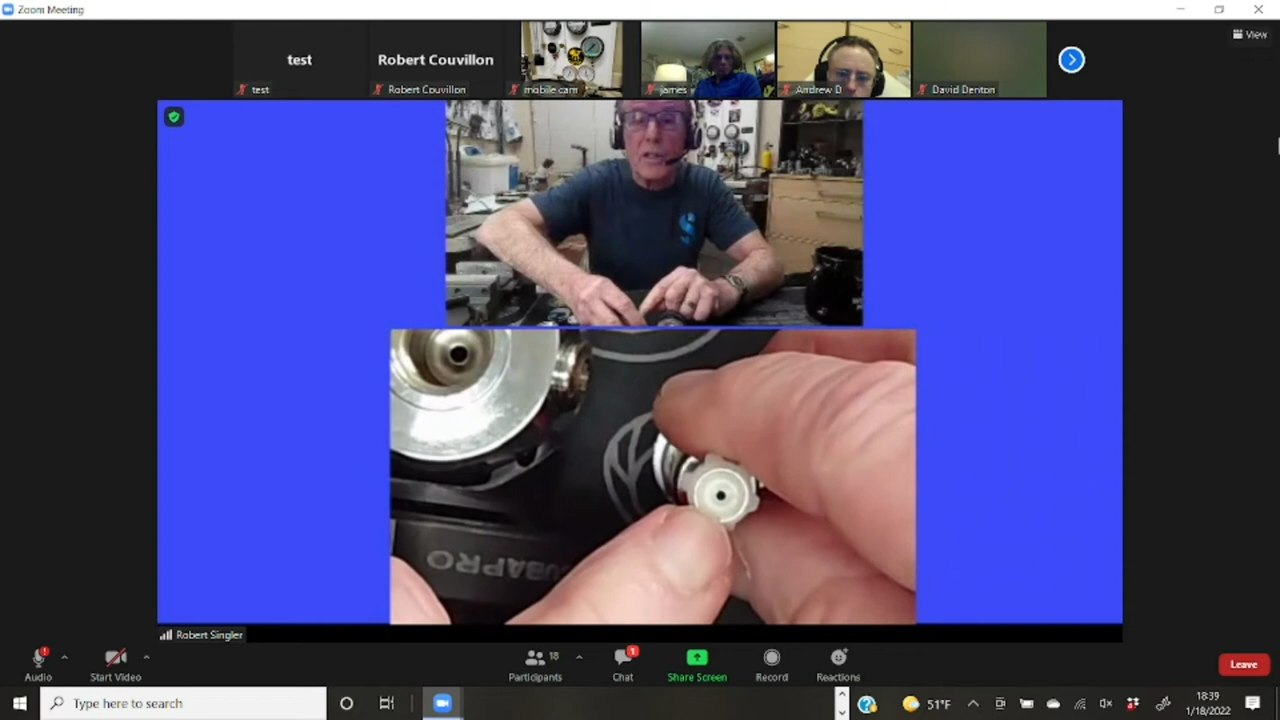 Zoom Meeting
View
test
Robert Couvillon
test
Robert Couvillon
mobile cam
james
Andrew D
David Denton
S
SCUBAPRO
Robert Singler
Audio
Start Video
18
Participants
1
Chat
Share Screen
Record
Reactions
Leave
Type here to search
51°F
18:39
1/18/2022